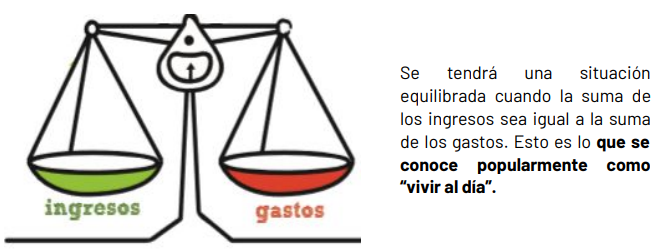 ingresos
gastos
Se tendrá una situación
equilibrada cuando la suma de
los ingresos sea igual a la suma
de los gastos. Esto es lo que se
conoce popularmente como
“vivir al día”.